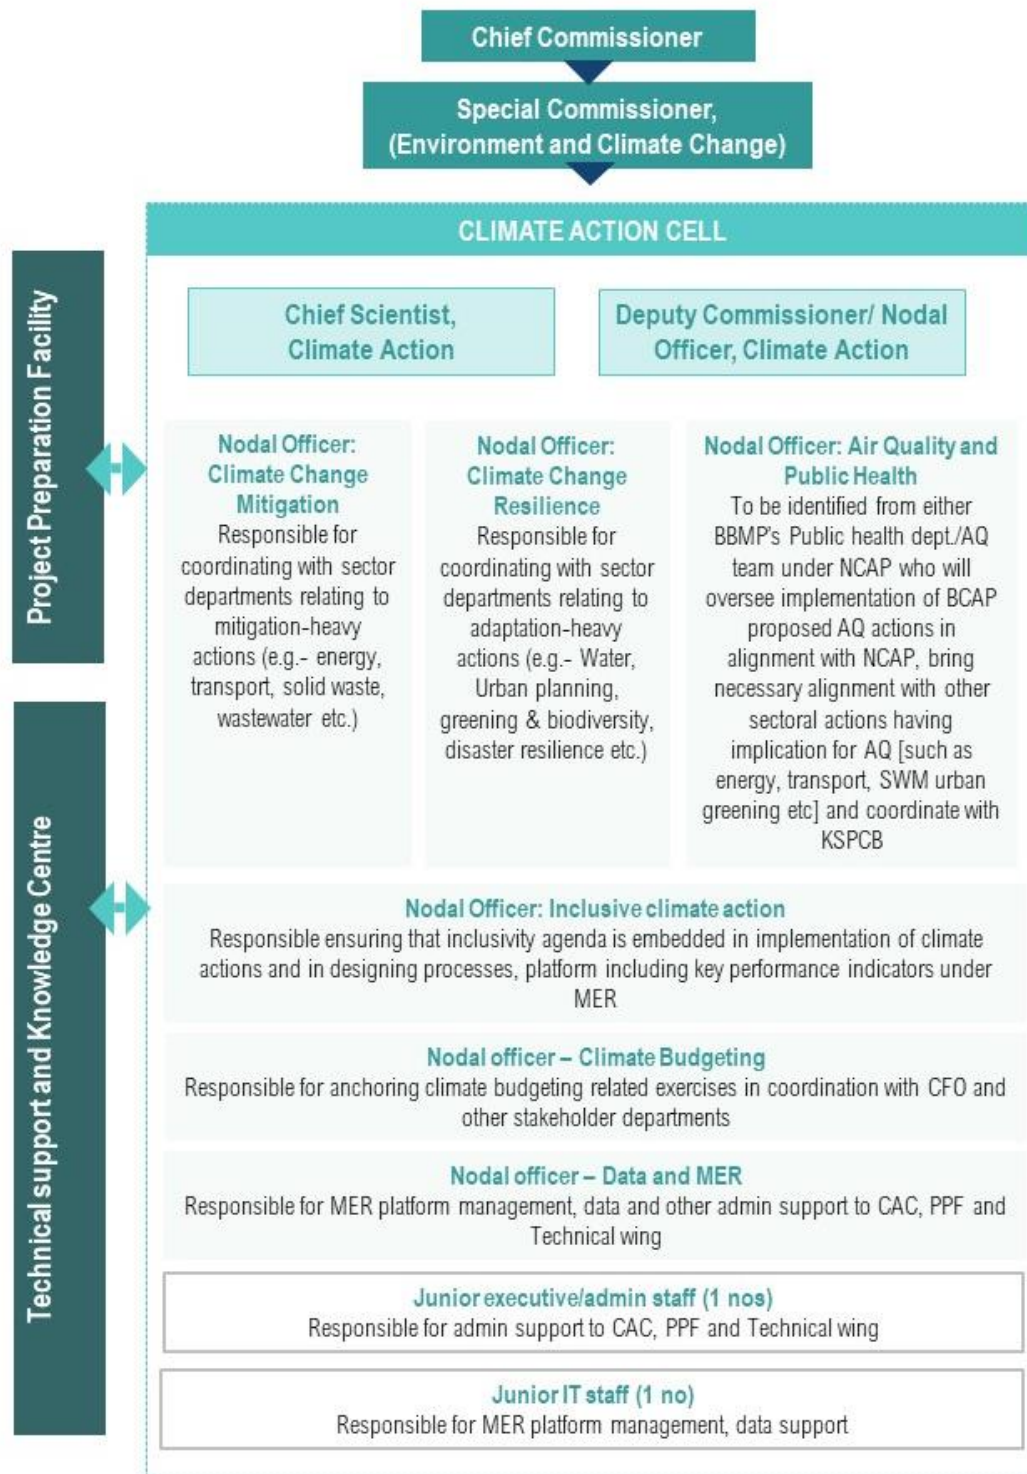 Chief Commissioner
Special Commissioner,
(Environment and Climate Change)
CLIMATE ACTION CELL
Project Preparation Facility
Technical support and Knowledge Centre
Chief Scientist,
Climate Action
Deputy Commissioner/ Nodal
Officer, Climate Action
Nodal Officer:
Climate Change
Mitigation
Responsible for
coordinating with sector
departments relating to
mitigation-heavy
actions (e.g.- energy,
transport, solid waste,
wastewater etc.)
Nodal Officer:
Climate Change
Resilience
Responsible for
coordinating with sector
departments relating to
adaptation-heavy
actions (e.g.- Water,
Urban planning,
greening & biodiversity,
disaster resilience etc.)
Nodal Officer: Air Quality and
Public Health
To be identified from either
BBMP's Public health dept./AQ
team under NCAP who will
oversee implementation of BCAP
proposed AQ actions in
alignment with NCAP, bring
necessary alignment with other
sectoral actions having
implication for AQ [such as
energy, transport, SWM urban
greening etc] and coordinate with
KSPCB
Nodal Officer: Inclusive climate action
Responsible ensuring that inclusivity agenda is embedded in implementation of climate
actions and in designing processes, platform including key performance indicators under
MER
Nodal officer – Climate Budgeting
Responsible for anchoring climate budgeting related exercises in coordination with CFO and
other stakeholder departments
Nodal officer – Data and MER
Responsible for MER platform management, data and other admin support to CAC, PPF and
Technical wing
Junior executive/admin staff (1 nos)
Responsible for admin support to CAC, PPF and Technical wing
Junior IT staff (1 no)
Responsible for MER platform management, data support